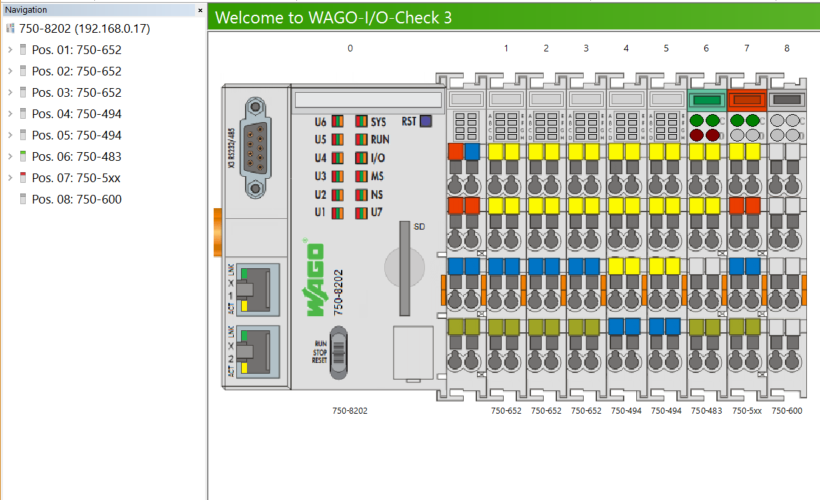 Navigation
750-8202 (192.168.0.17)
Pos. 01: 750-652
Pos. 02: 750-652
Pos. 03: 750-652
Pos. 04: 750-494
Pos. 05: 750-494
Pos. 06: 750-483
Pos. 07: 750-5xx
Pos. 08: 750-600
Welcome to WAGO-I/O-Check 3
0 1 2 3 4 5 6 7 8
X3 RS232/485
U6 SYS RST
U5 RUN
U4 I/O
U3 MS
U2 NS
U1 U7
SD
WAGO
750-8202
LNK
X 1
ACT
LNK
X 2
ACT
RUN
STOP
RESET
750-8202 750-652 750-652 750-652 750-494 750-494 750-483 750-5xx 750-600